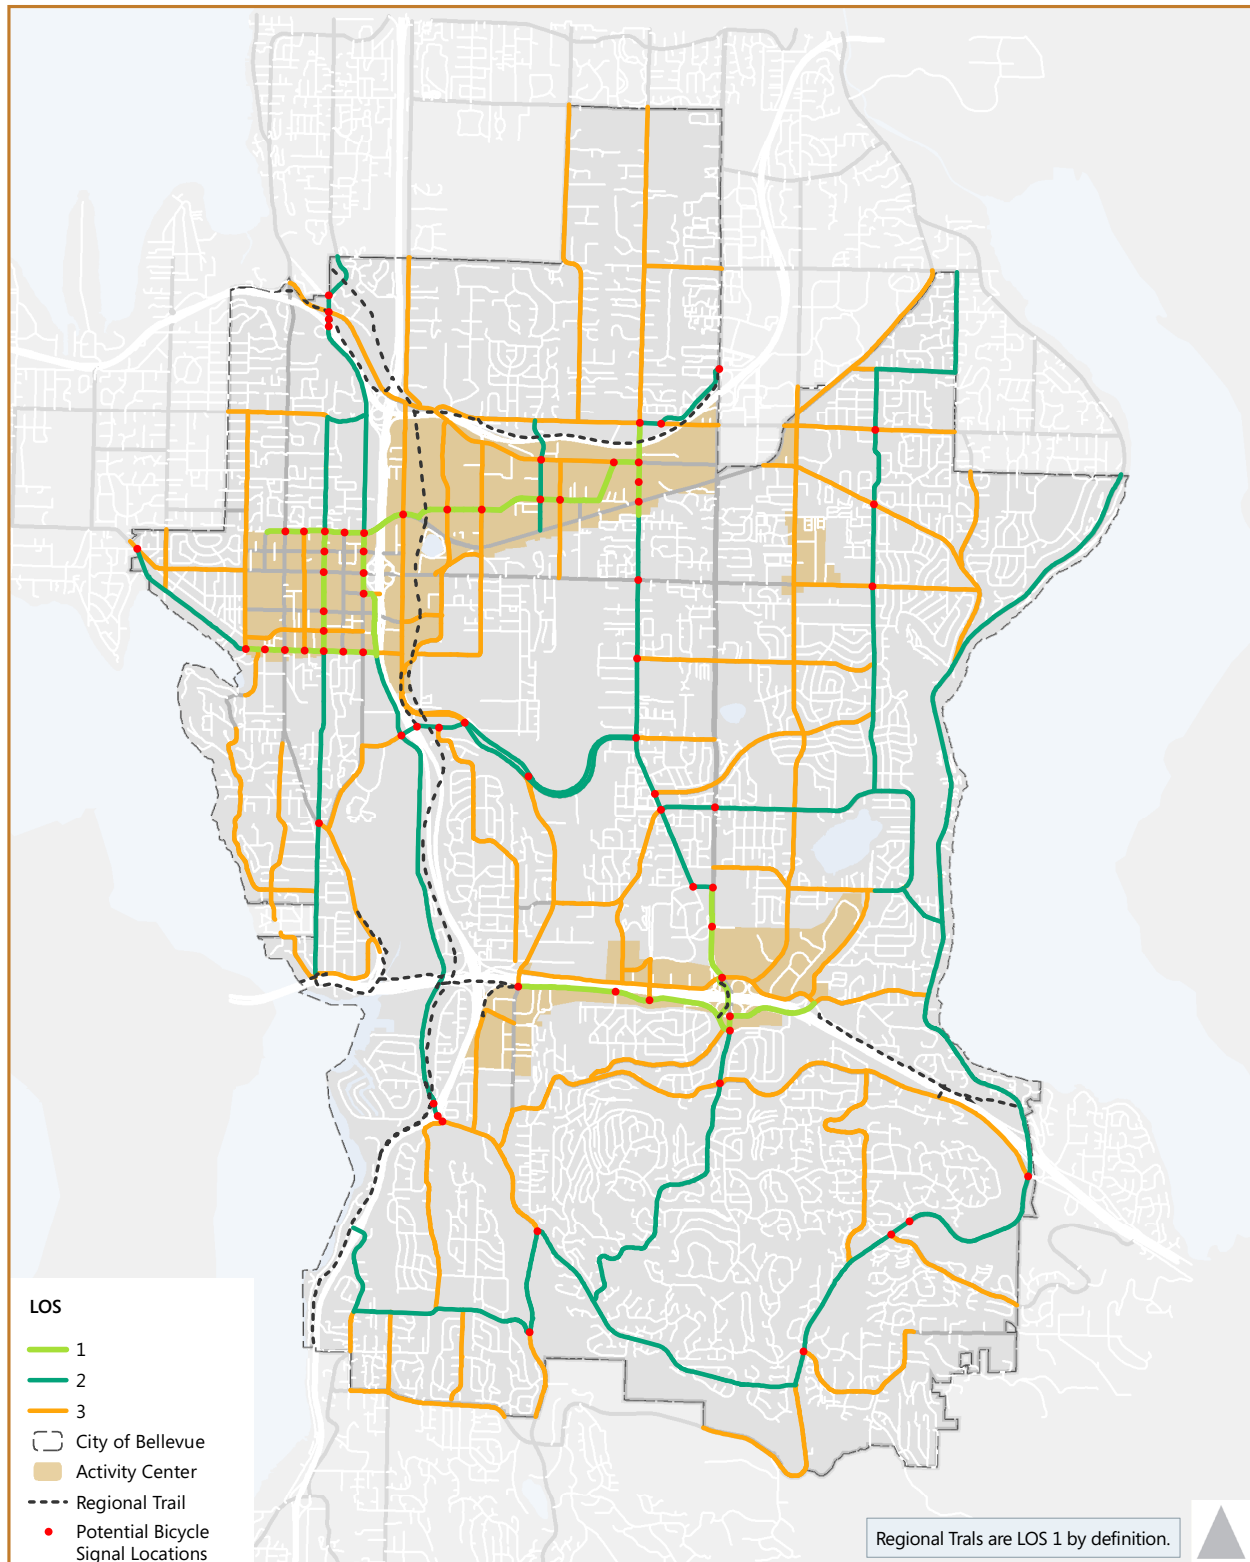 LOS
1
2
3
City of Bellevue
Activity Center
Regional Trail
Potential Bicycle
Signal Locations
Regional Trals are LOS 1 by definition.